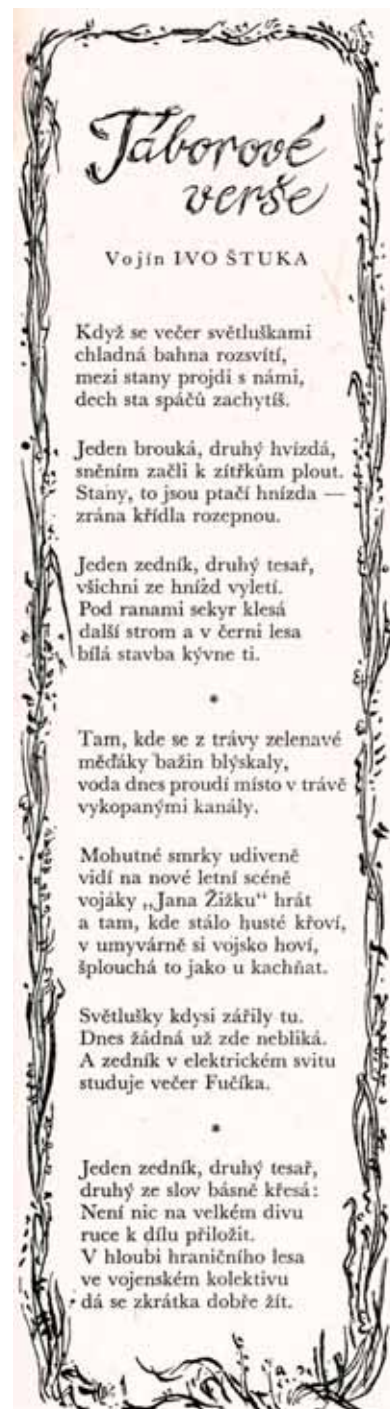 Táborové
verše
Vojín IVO ŠTUKA
Když se večer světluškami
chladná bahna rozsvítí,
mezi stany projdi s námi,
dech sta spáčů zachytíš.
Jeden brouká, druhý hvízdá,
sněním začli k zítřkům plout.
Stany, to jsou ptačí hnízda —
zrána křídla rozepnou.
Jeden zedník, druhý tesař,
všichni ze hnízd vyletí.
Pod ranami sekyr klesá
další strom a v černi lesa
bílá stavba kývne ti.
*
Tam, kde se z trávy zelenavé
měďáky bažin blýskaly,
voda dnes proudí místo v trávě
vykopanými kanály.
Mohutné smrky udiveně
vidí na nové letní scéně
vojáky „Jana Žižku“ hrát
a tam, kde stálo husté křoví,
v umyvárně si vojsko hoví,
šplouchá to jako u kachňat.
Světlušky kdysi zářily tu.
Dnes žádná už zde nebliká.
A zedník v elektrickém svitu
studuje večer Fučíka.
*
Jeden zedník, druhý tesař,
druhý ze slov básně křesá:
Není nic na velkém divu
ruce k dílu přiložit.
V hloubi hraničního lesa
ve vojenském kolektivu
dá se zkrátka dobře žít.